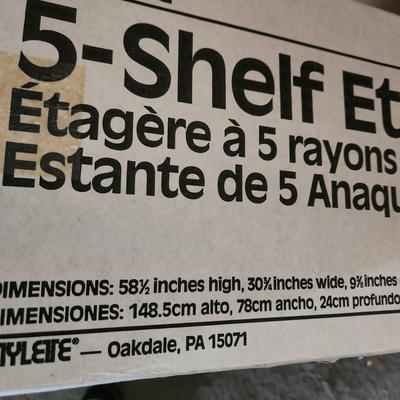 5-Shelf Et
Étagère à 5 rayons
Estante de 5 Anaqu
DIMENSIONS: 58½ inches high, 30¾ inches wide, 9⅜ inches
DIMENSIONES: 148.5cm alto, 78cm ancho, 24cm profundo
TYLETTE® — Oakdale, PA 15071